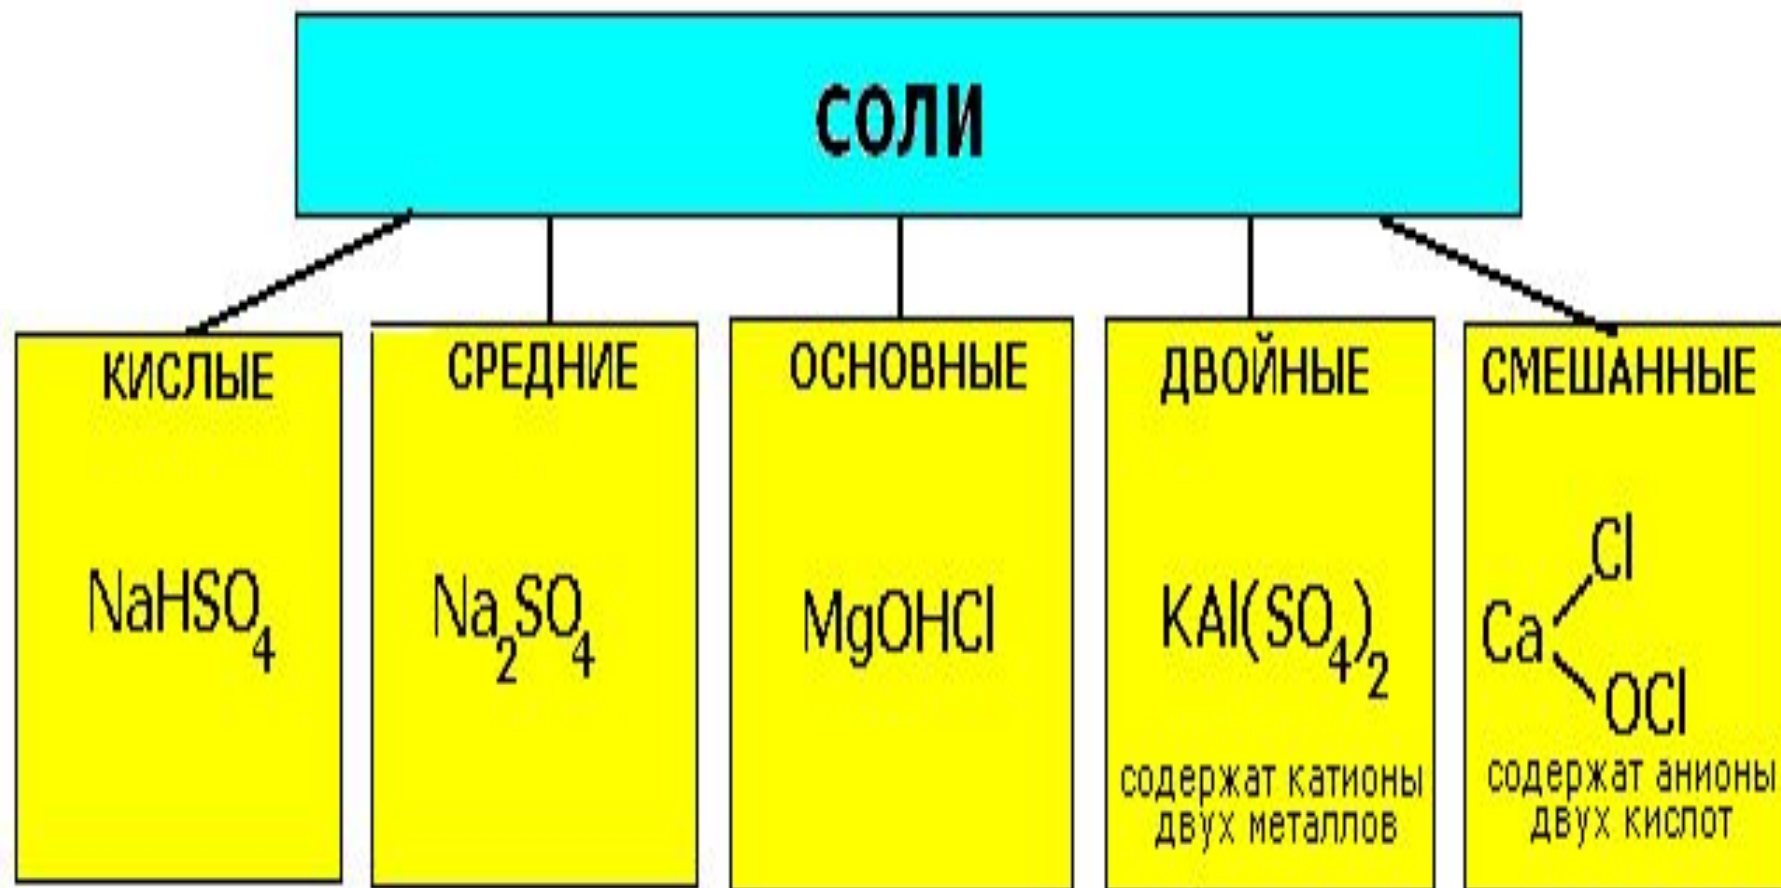 СОЛИ
КИСЛЫЕ
NaHSO₄
СРЕДНИЕ
Na₂SO₄
ОСНОВНЫЕ
MgOHCl
ДВОЙНЫЕ
KAl(SO₄)₂
содержат катионы
двух металлов
СМЕШАННЫЕ
Cl
Ca
OCl
содержат анионы
двух кислот